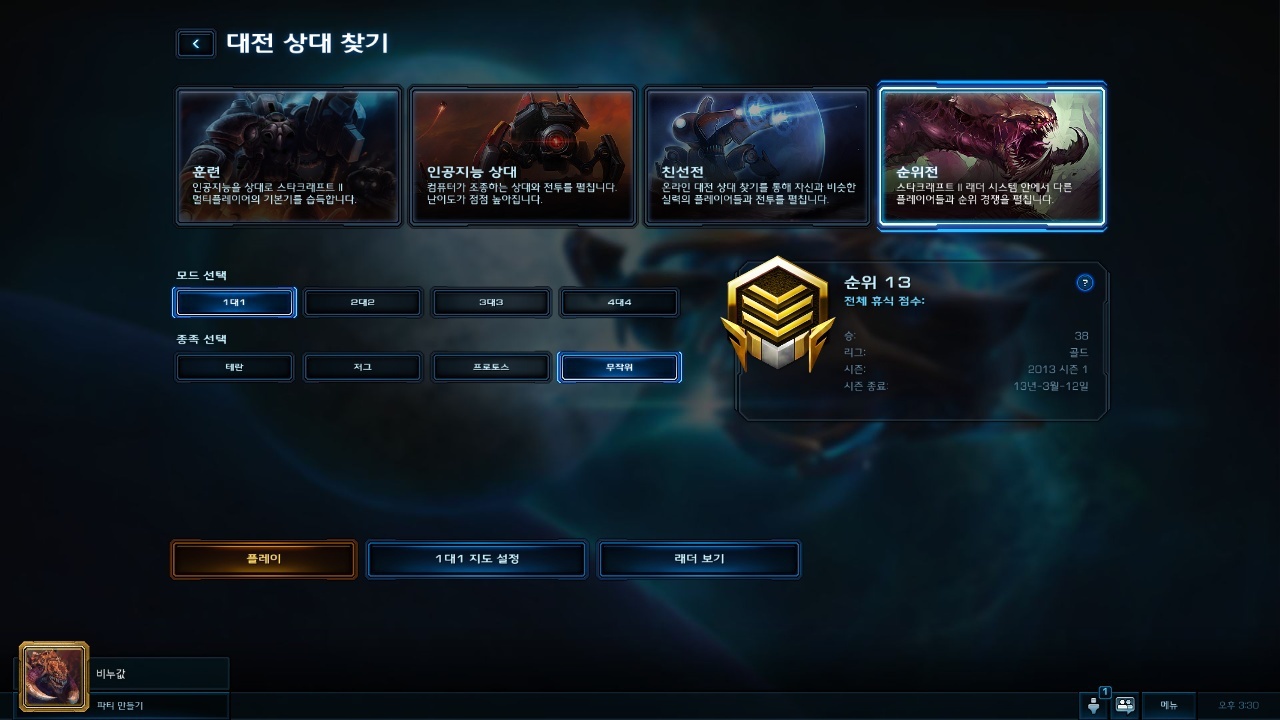 대전 상대 찾기
훈련
인공지능을 상대로 스타크래프트 II
멀티플레이어의 기본기를 습득합니다.
인공지능 상대
컴퓨터가 조종하는 상대와 전투를 펼칩니다.
난이도가 점점 높아집니다.
친선전
온라인 대전 상대 찾기를 통해 자신과 비슷한
실력의 플레이어들과 전투를 펼칩니다.
순위전
스타크래프트 II 래더 시스템 안에서 다른
플레이어들과 순위 경쟁을 펼칩니다.
모드 선택
1대1
2대2
3대3
4대4
종족 선택
테란
저그
프로토스
무작위
순위 13
?
전체 휴식 점수:
승: 38
리그: 골드
시즌: 2013 시즌 1
시즌 종료: 13년-3월-12일
플레이
1대1 지도 설정
래더 보기
비누값
파티 만들기
1
메뉴
오후 3:30